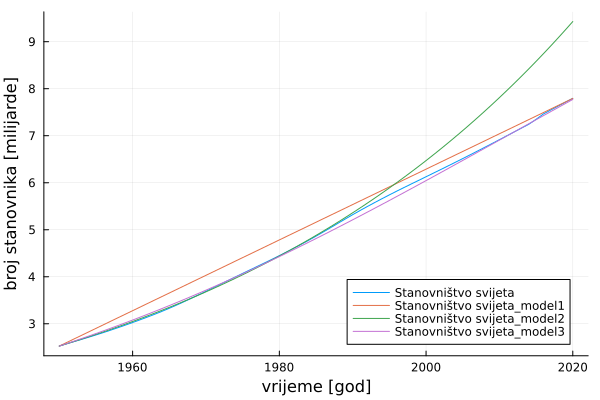 broj stanovnika [milijarde]
9
8
7
6
5
4
3
Stanovništvo svijeta
Stanovništvo svijeta_model1
Stanovništvo svijeta_model2
Stanovništvo svijeta_model3
1960
1980
2000
2020
vrijeme [god]